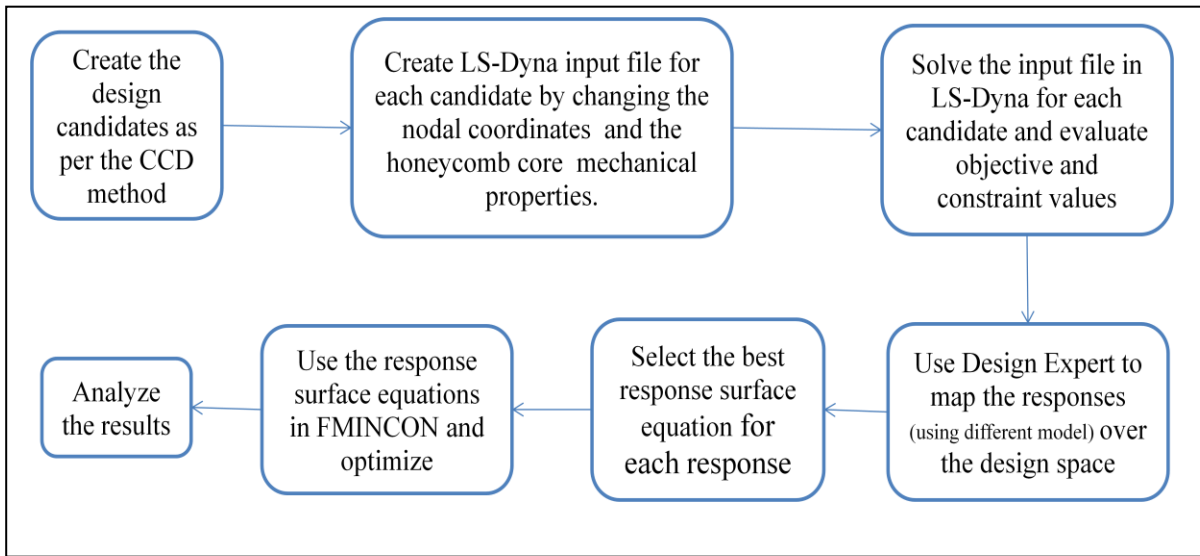 Create the
design
candidates as
per the CCD
method
Create LS-Dyna input file for
each candidate by changing the
nodal coordinates and the
honeycomb core mechanical
properties.
Solve the input file in
LS-Dyna for each
candidate and evaluate
objective and
constraint values
Use Design Expert to
map the responses
(using different model) over
the design space
Select the best
response surface
equation for
each response
Use the response
surface equations
in FMINCON and
optimize
Analyze
the results